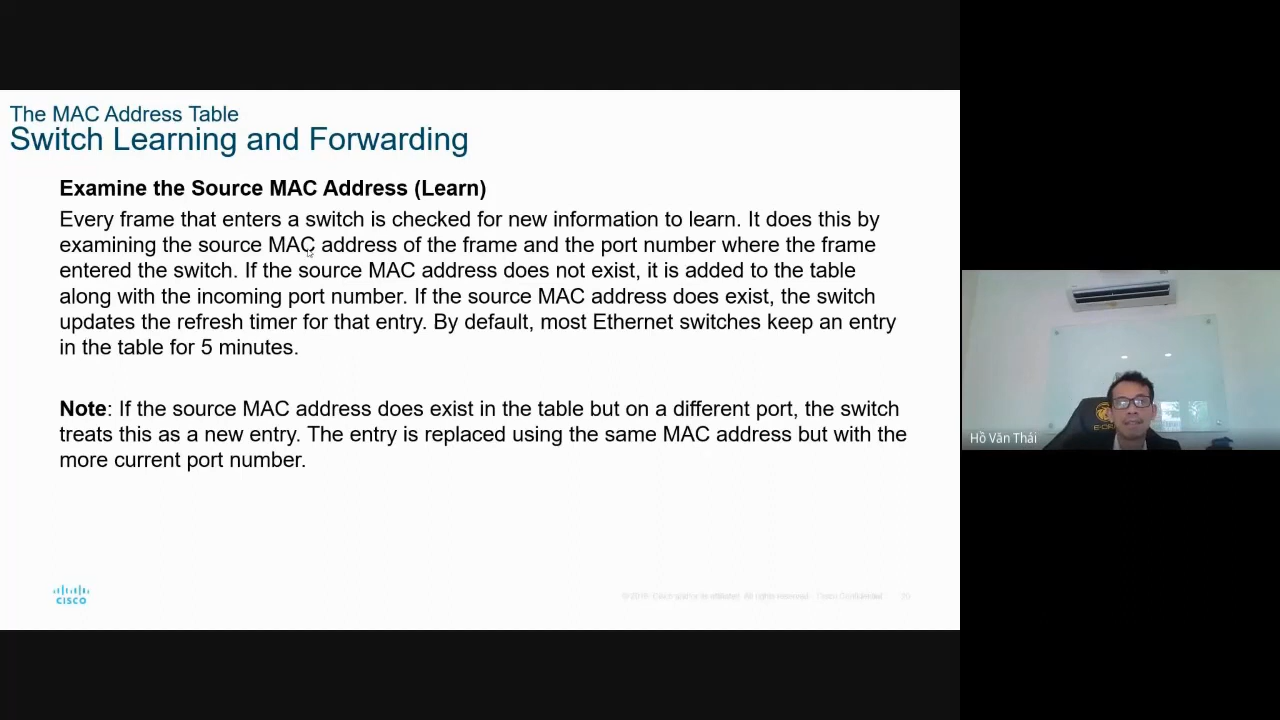 The MAC Address Table
Switch Learning and Forwarding
Examine the Source MAC Address (Learn)
Every frame that enters a switch is checked for new information to learn. It does this by
examining the source MAC address of the frame and the port number where the frame
entered the switch. If the source MAC address does not exist, it is added to the table
along with the incoming port number. If the source MAC address does exist, the switch
updates the refresh timer for that entry. By default, most Ethernet switches keep an entry
in the table for 5 minutes.
Note: If the source MAC address does exist in the table but on a different port, the switch
treats this as a new entry. The entry is replaced using the same MAC address but with the
more current port number.
Hồ Văn Thái
CISCO
All rights reserved. Cisco Confidential